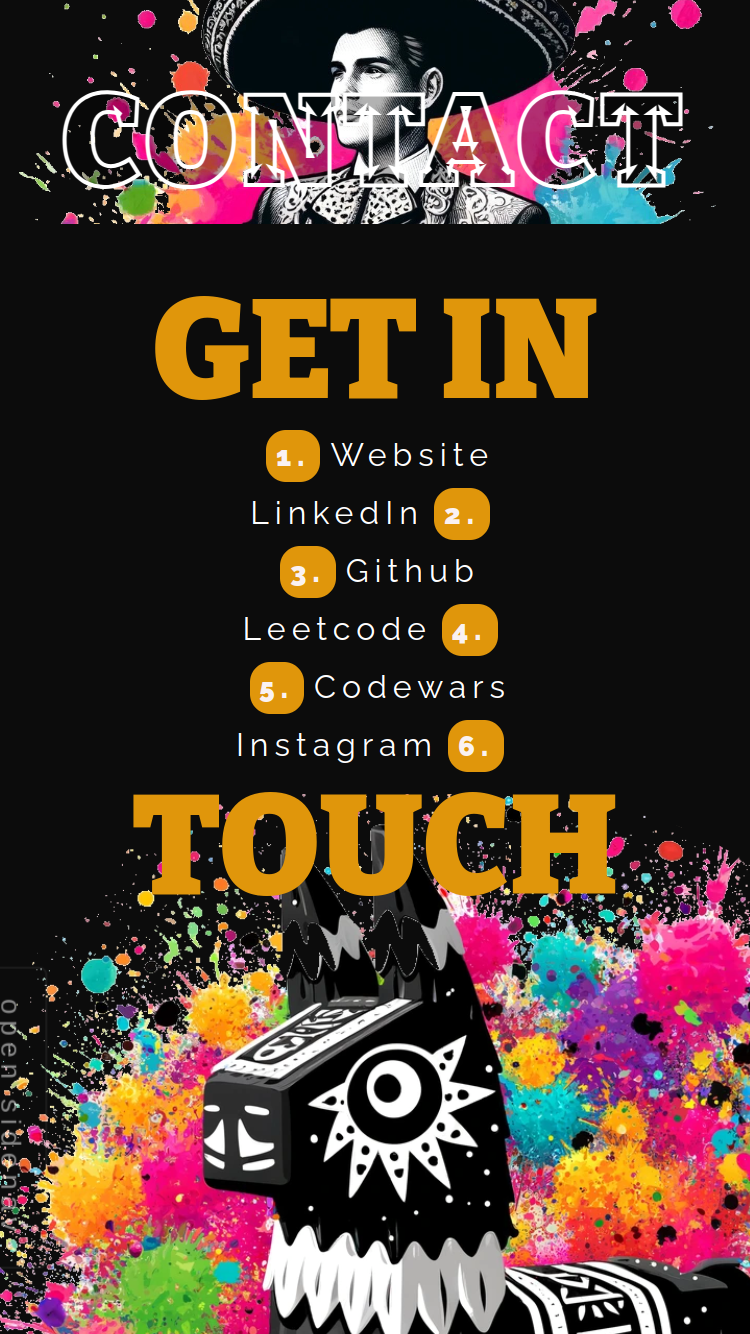 CONTACT
GET IN
1. Website
LinkedIn 2.
3. Github
Leetcode 4.
5. Codewars
Instagram 6.
TOUCH